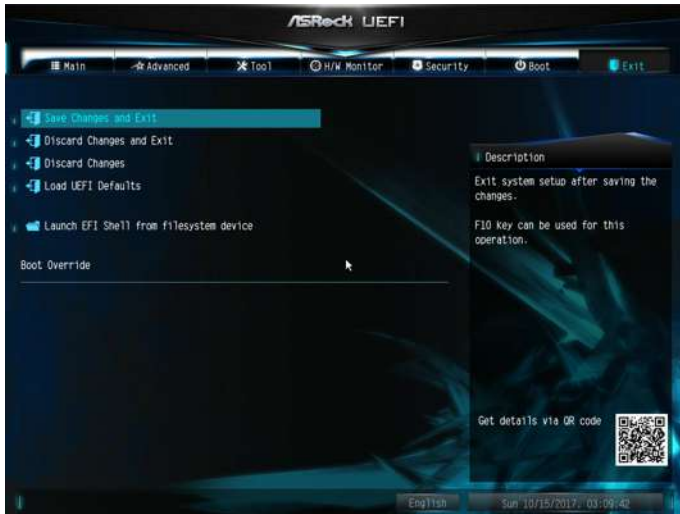 ASRock UEFI
Main Advanced Tool H/W Monitor Security Boot Exit
Save Changes and Exit
Discard Changes and Exit
Discard Changes
Load UEFI Defaults
Launch EFI Shell from filesystem device
Boot Override
Description
Exit system setup after saving the
changes.
F10 key can be used for this
operation.
Get details via QR code
English Sun 10/15/2017, 03:09:42